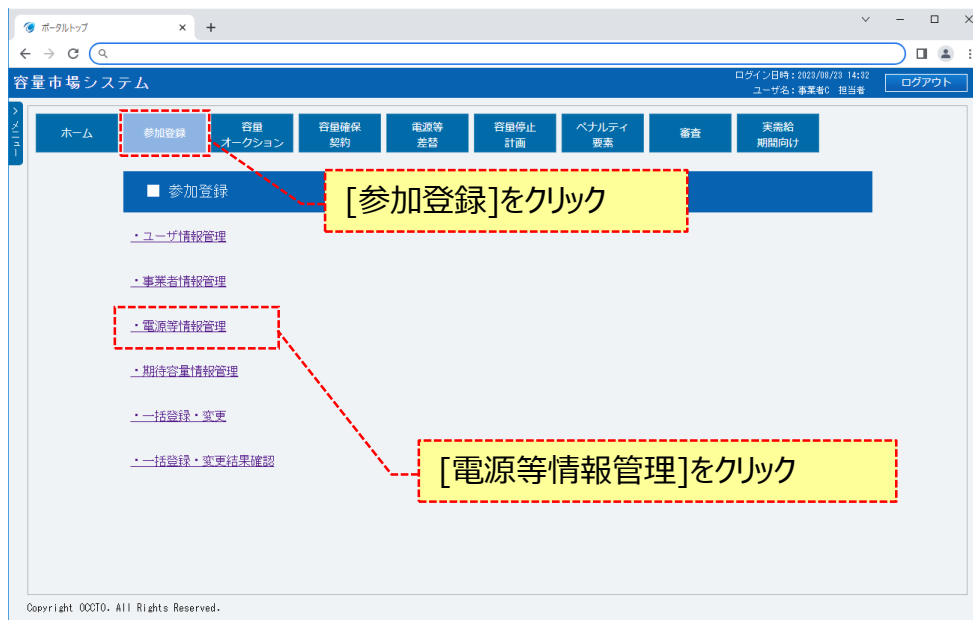 ポータルトップ
容量市場システム
ログイン日時：2023/08/23 14:32
ユーザ名：事業者C 担当者
ログアウト
> メニュー
ホーム
参加登録
容量
オークション
容量確保
契約
電源等
差替
容量停止
計画
ペナルティ
要素
審査
実需給
期間向け
■ 参加登録
[参加登録]をクリック
・ユーザ情報管理
・事業者情報管理
・電源等情報管理
・期待容量情報管理
・一括登録・変更
・一括登録・変更結果確認
[電源等情報管理]をクリック
Copyright OCCTO. All Rights Reserved.